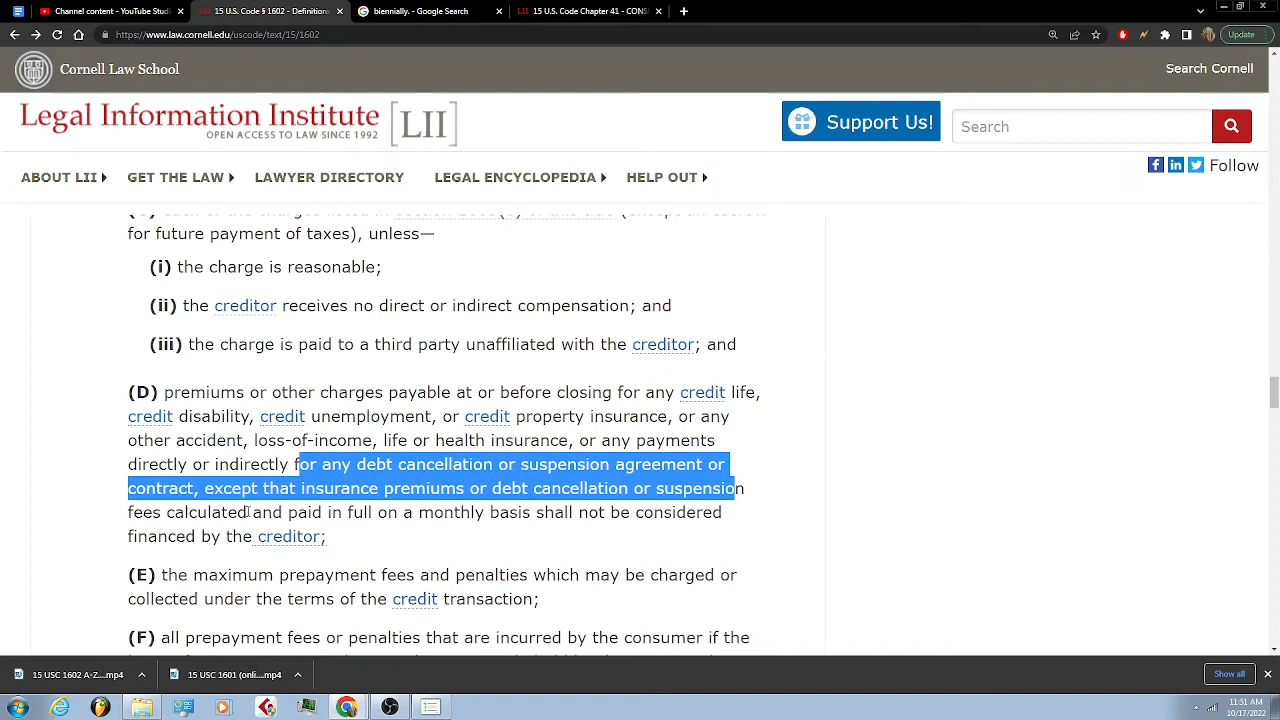 Channel content - YouTube Studi
15 U.S. Code § 1602 - Definitions
biennially. - Google Search
15 U.S. Code Chapter 41 - CONS
https://www.law.cornell.edu/uscode/text/15/1602
Update
Cornell Law School
Search Cornell
Legal Information Institute [LII]
OPEN ACCESS TO LAW SINCE 1992
Support Us!
Search
ABOUT LII
GET THE LAW
LAWYER DIRECTORY
LEGAL ENCYCLOPEDIA
HELP OUT
Follow
for future payment of taxes), unless—
(i) the charge is reasonable;
(ii) the creditor receives no direct or indirect compensation; and
(iii) the charge is paid to a third party unaffiliated with the creditor; and
(D) premiums or other charges payable at or before closing for any credit life,
credit disability, credit unemployment, or credit property insurance, or any
other accident, loss-of-income, life or health insurance, or any payments
directly or indirectly for any debt cancellation or suspension agreement or
contract, except that insurance premiums or debt cancellation or suspension
fees calculated and paid in full on a monthly basis shall not be considered
financed by the creditor;
(E) the maximum prepayment fees and penalties which may be charged or
collected under the terms of the credit transaction;
(F) all prepayment fees or penalties that are incurred by the consumer if the
15 USC 1602 A-Z....mp4
15 USC 1601 (onli....mp4
Show all
11:51 AM
10/17/2022